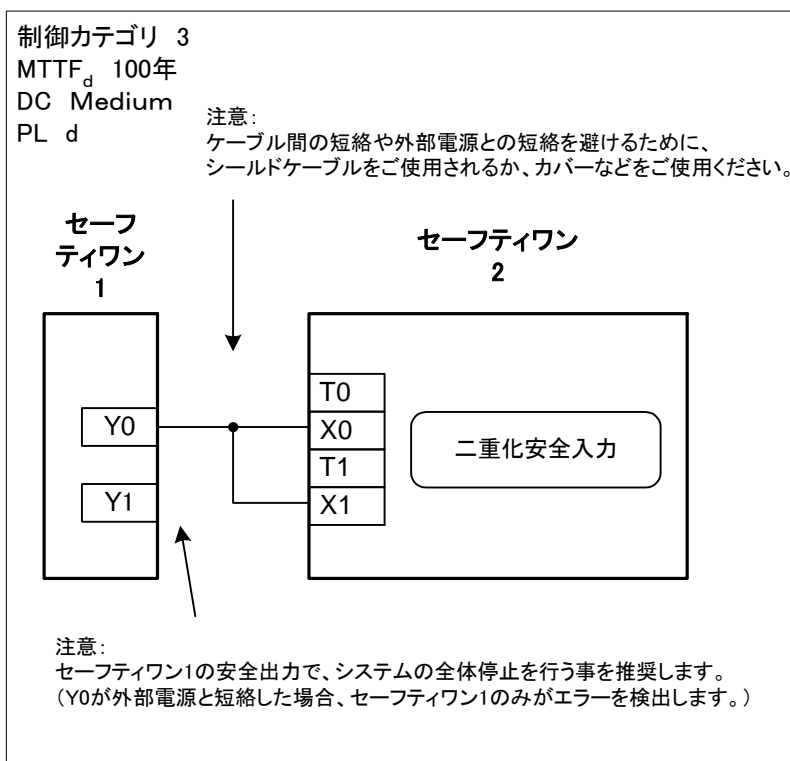 制御カテゴリ 3
MTTFd 100年
DC Medium
PL d
注意：
ケーブル間の短絡や外部電源との短絡を避けるために、
シールドケーブルをご使用されるか、カバーなどをご使用ください。
セーフ
ティワン
1
セーフティワン
2
Y0
Y1
T0
X0
T1
X1
二重化安全入力
注意：
セーフティワン1の安全出力で、システムの全体停止を行う事を推奨します。
（Y0が外部電源と短絡した場合、セーフティワン1のみがエラーを検出します。）